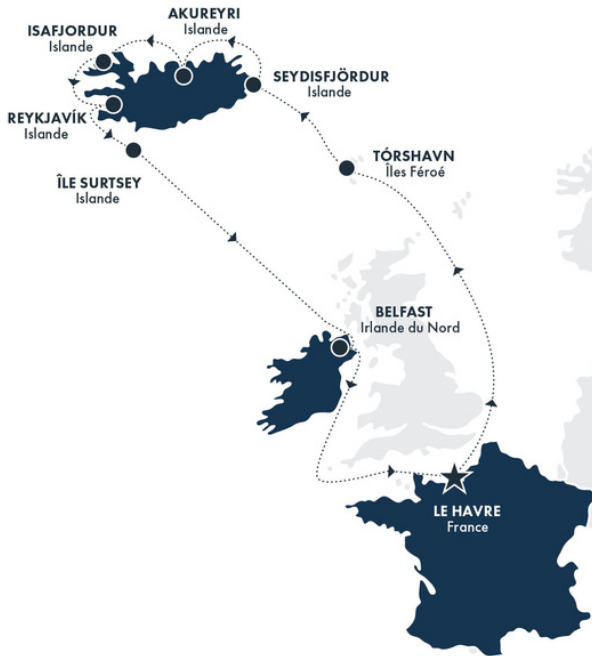 AKUREYRI
Islande
ISAFJORDUR
Islande
SEYDISFJÖRDUR
Islande
REYKJAVÍK
Islande
TÓRSHAVN
Îles Féroé
ÎLE SURTSEY
Islande
BELFAST
Irlande du Nord
LE HAVRE
France